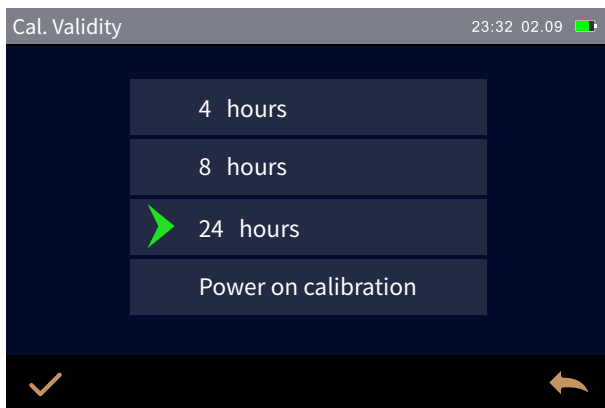 Cal. Validity 23:32 02.09
4 hours
8 hours
24 hours
Power on calibration